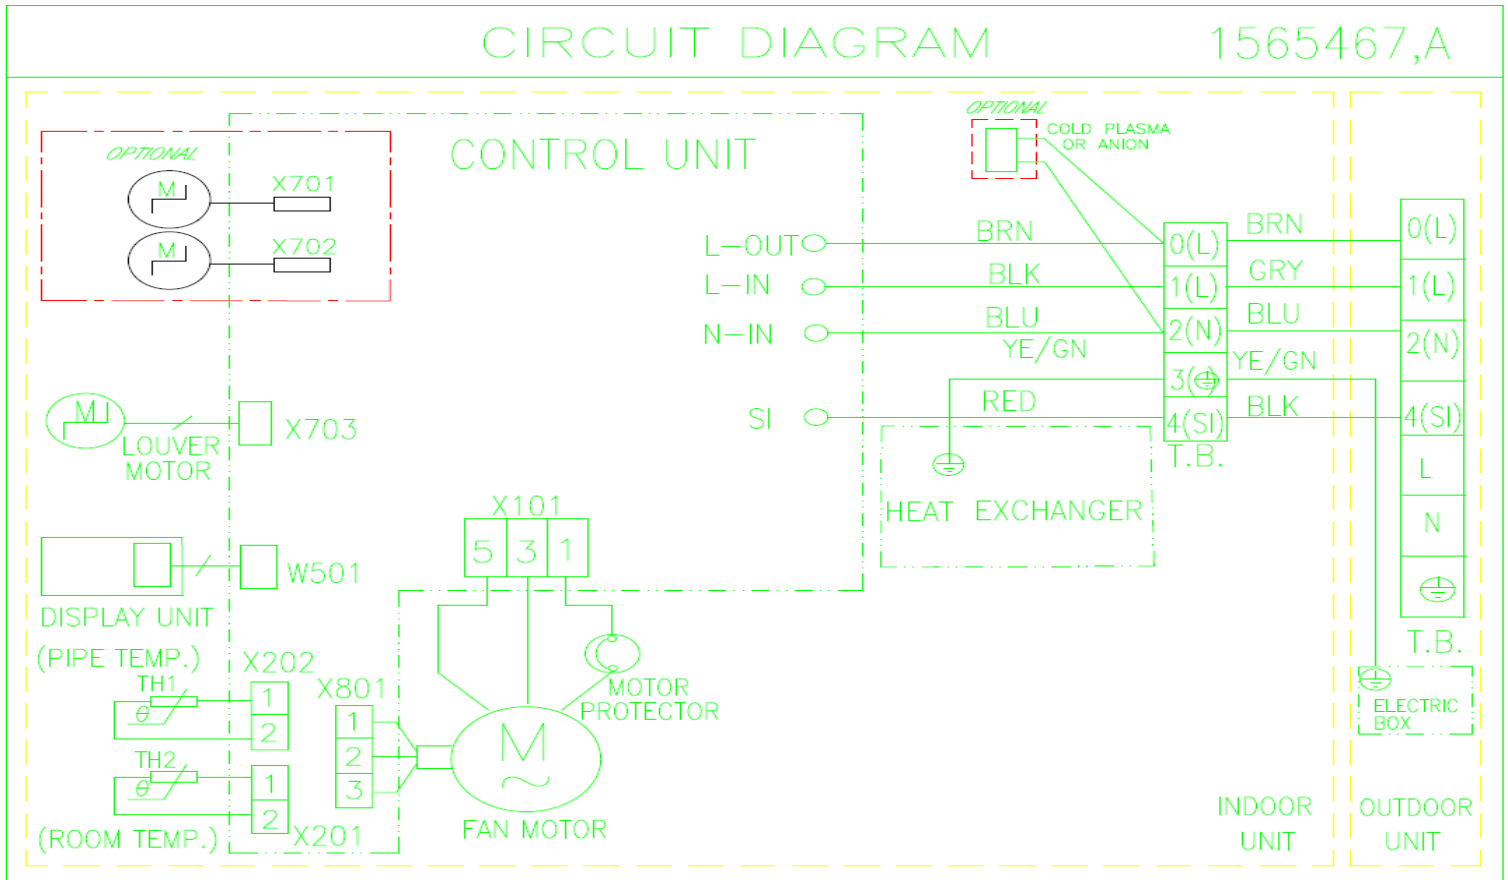 CIRCUIT DIAGRAM
1565467,A
OPTIONAL
M
X701
M
X702
CONTROL UNIT
OPTIONAL
COLD PLASMA
OR ANION
L-OUT
BRN
0(L)
BRN
0(L)
L-IN
BLK
1(L)
GRY
1(L)
N-IN
BLU
2(N)
BLU
2(N)
YE/GN
3(
YE/GN
SI
RED
4(SI)
BLK
4(SI)
T.B.
L
N
T.B.
M
LOUVER
MOTOR
X703
HEAT EXCHANGER
X101
5 3 1
W501
DISPLAY UNIT
(PIPE TEMP.)
TH1
θ
X202
1
2
X801
1
2
3
MOTOR
PROTECTOR
M
~
FAN MOTOR
TH2
θ
1
2
X201
(ROOM TEMP.)
ELECTRIC
BOX
INDOOR
UNIT
OUTDOOR
UNIT